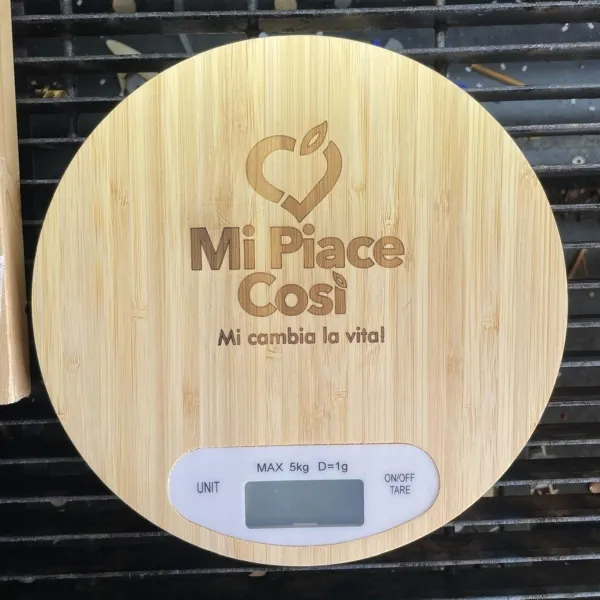 Mi Piace
Così
Mi cambia la vita!
MAX 5kg D=1g
UNIT
ON/OFF
TARE